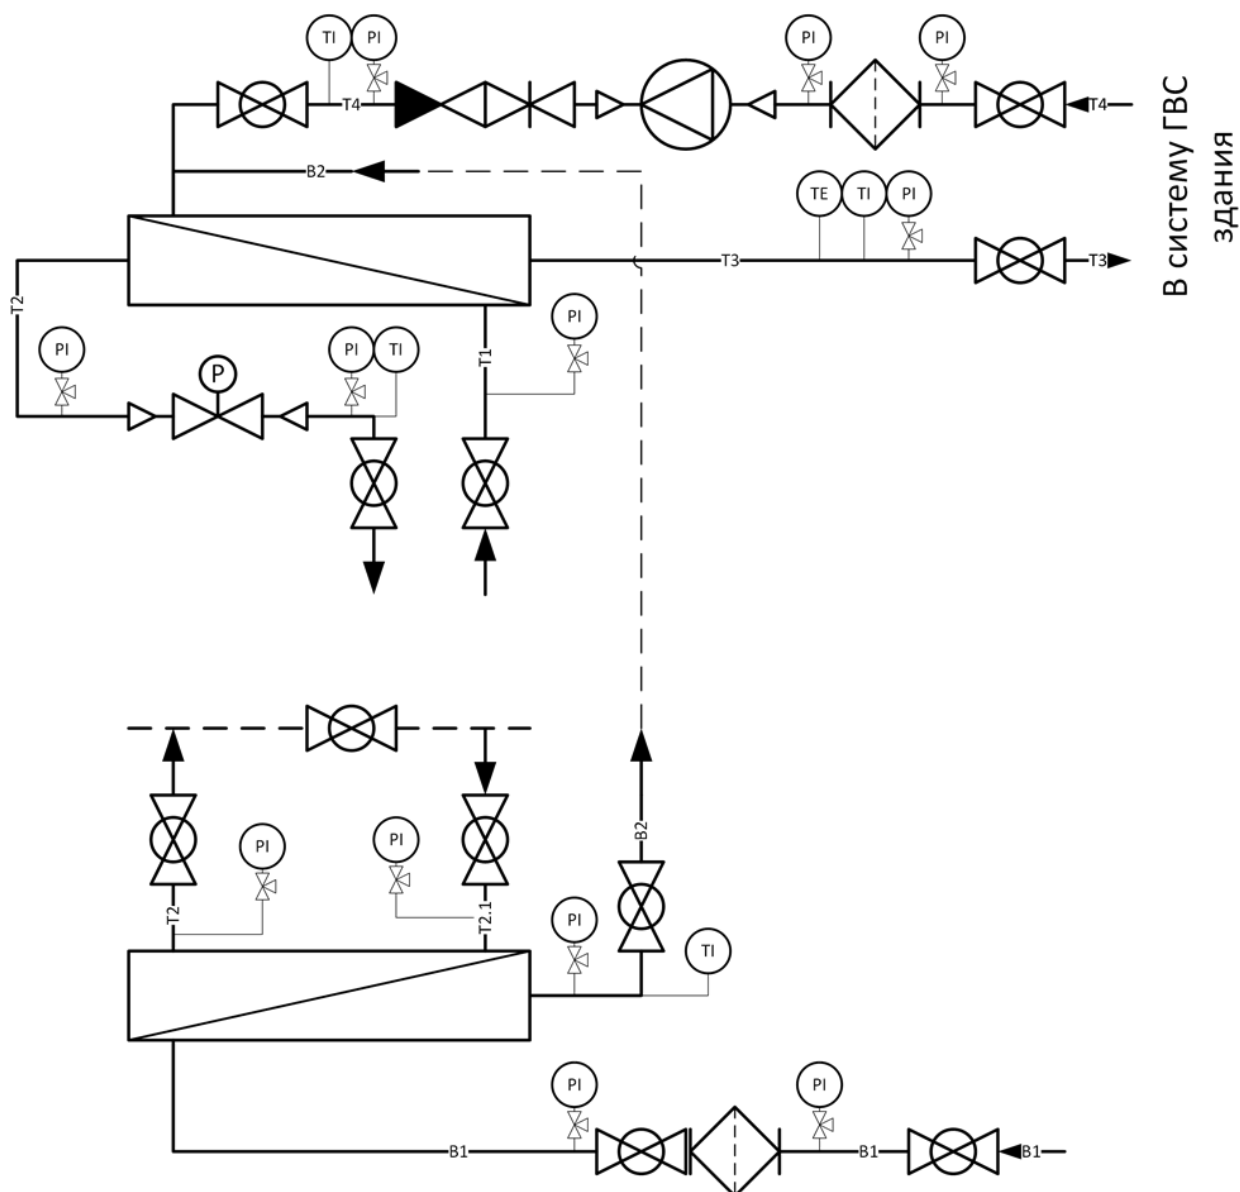 TI PI
PI
PI
T4
T4
В систему ГВС
здания
B2
TE TI PI
T3
T3
T2
PI
P
PI TI
T1
PI
B2
PI
PI
T2
T2.1
PI
TI
PI
PI
B1
B1
B1